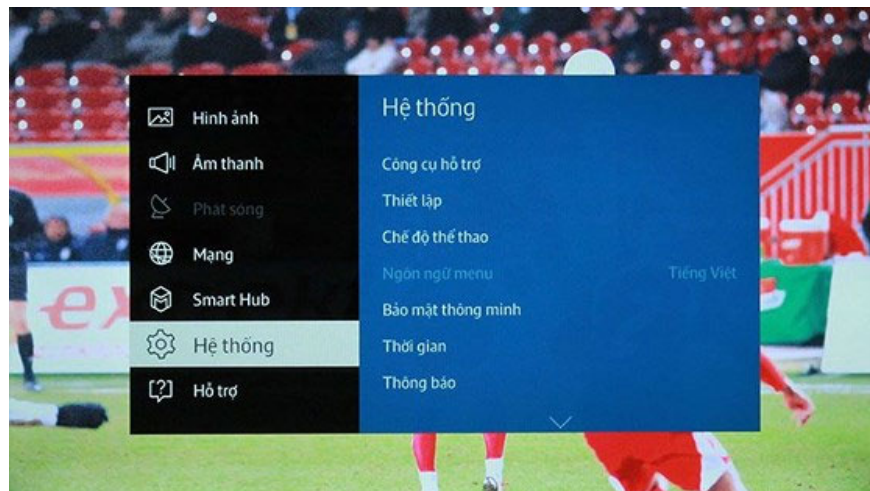 Hình ảnh
Âm thanh
Phát sóng
Mạng
Smart Hub
Hệ thống
Hỗ trợ
Hệ thống
Công cụ hỗ trợ
Thiết lập
Chế độ thể thao
Ngôn ngữ menu Tiếng Việt
Bảo mật thông minh
Thời gian
Thông báo
ex